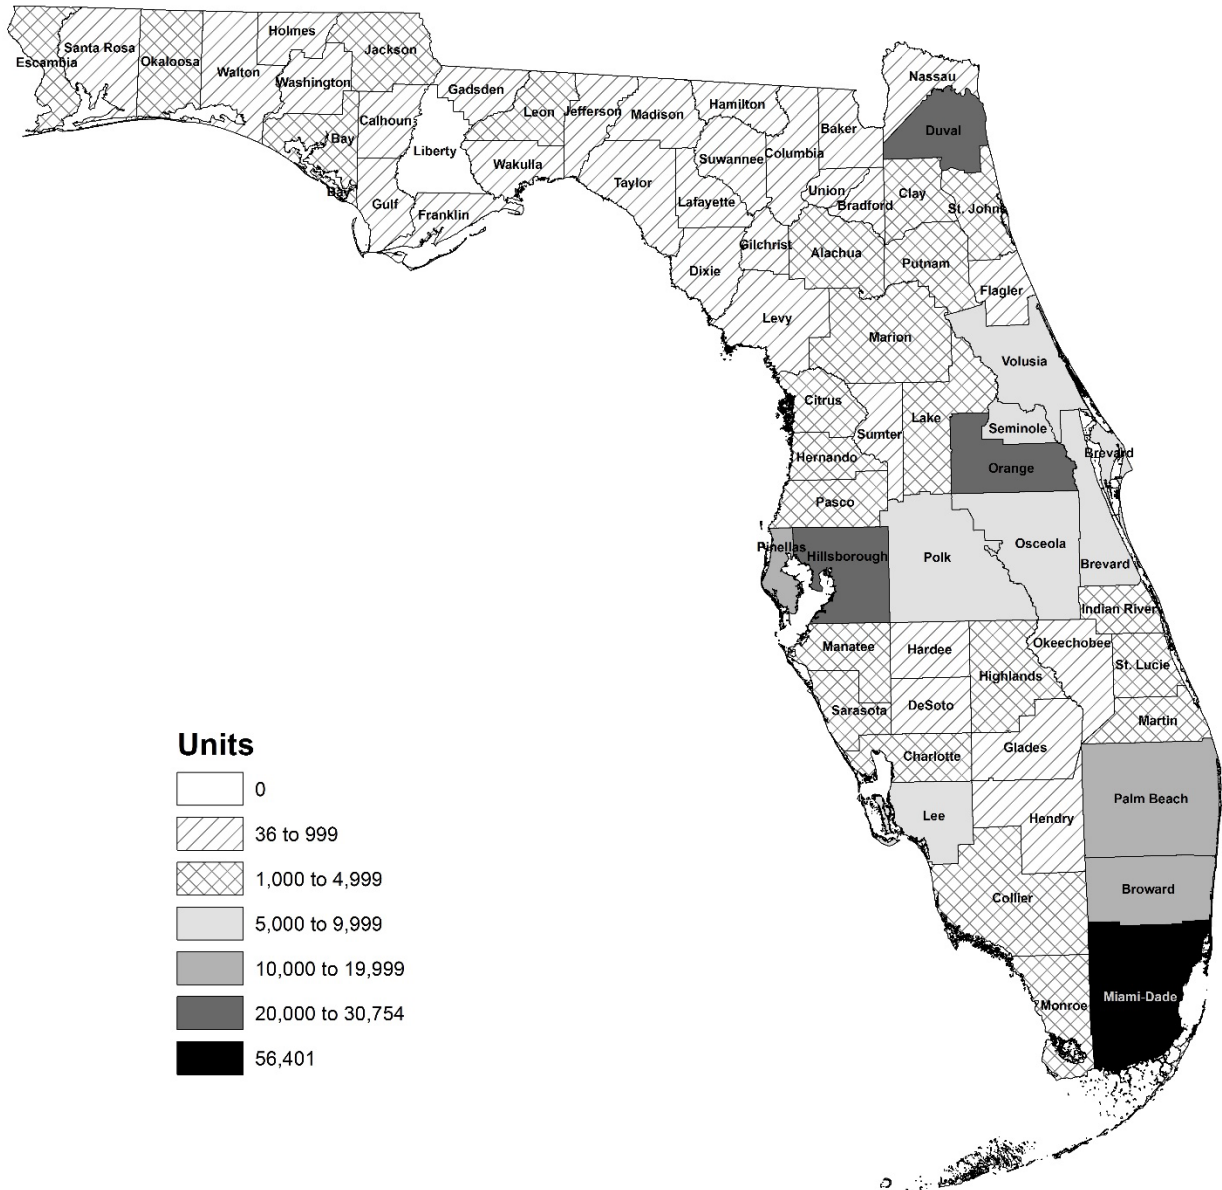 Holmes
Santa Rosa
Jackson
Escambia
Okaloosa
Walton
Washington
Nassau
Gadsden
Hamilton
Leon
Jefferson
Madison
Calhoun
Baker
Duval
Bay
Liberty
Columbia
Suwannee
Wakulla
Taylor
Union
Bay
Clay
Lafayette
Bradford
Gulf
St. Johns
Franklin
Gilchrist
Alachua
Putnam
Dixie
Flagler
Levy
Marion
Volusia
Citrus
Lake
Seminole
Sumter
Brevard
Hernando
Orange
Pasco
Osceola
Pinellas
Hillsborough
Polk
Brevard
Indian River
Okeechobee
Manatee
Hardee
St. Lucie
Highlands
DeSoto
Sarasota
Martin
Glades
Charlotte
Palm Beach
Lee
Hendry
Broward
Collier
Miami-Dade
Monroe
Units
0
36 to 999
1,000 to 4,999
5,000 to 9,999
10,000 to 19,999
20,000 to 30,754
56,401